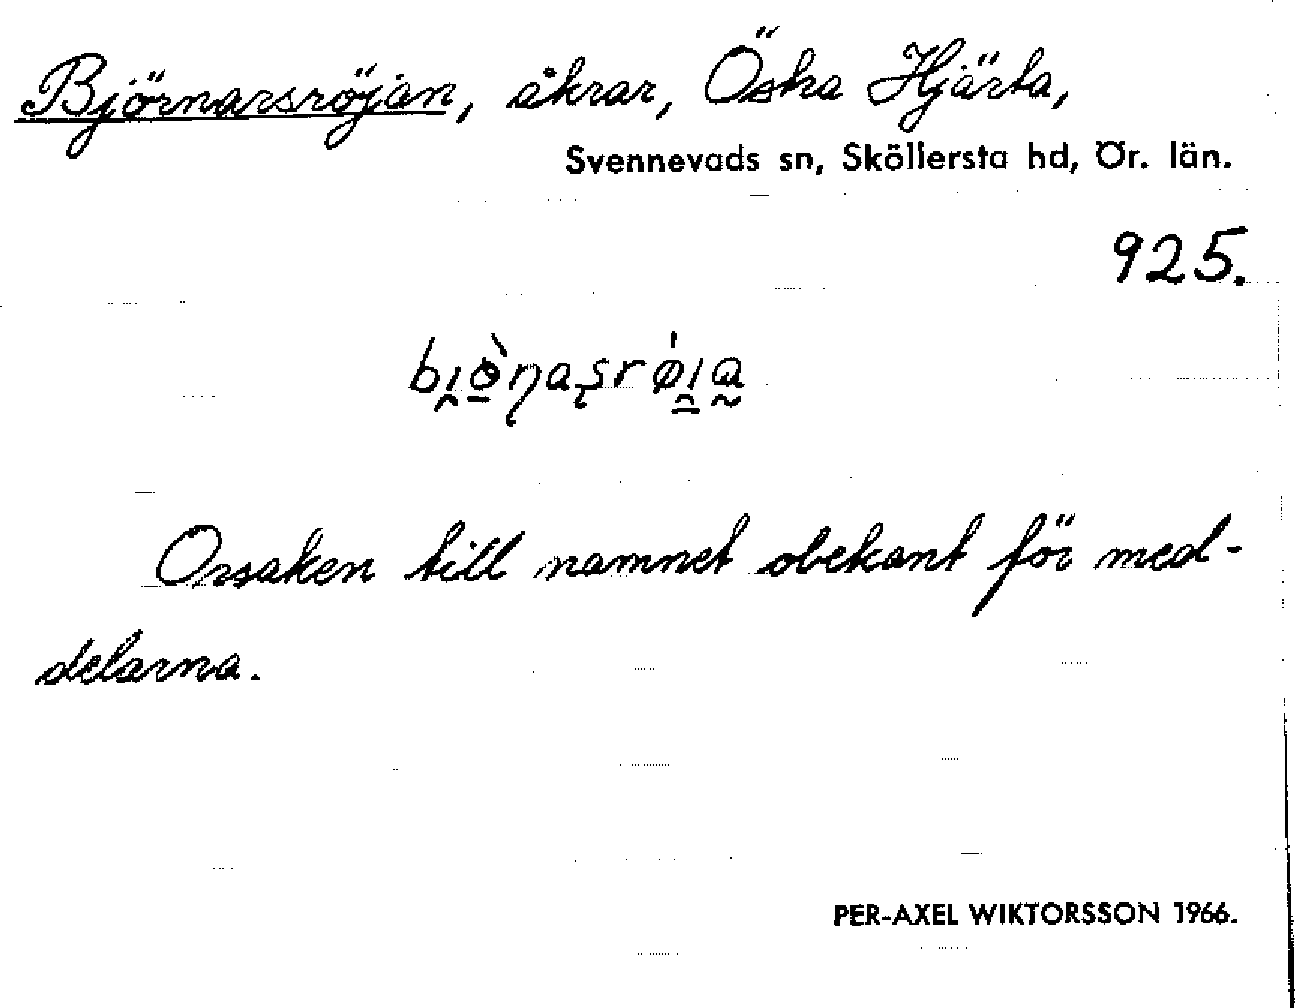 Björnarsröjan, åkrar, Öska Hjärta,
Svennevads sn, Sköllersta hd, Ör. län.
925.
Orsaken till namnet obekant för med-
delarna.
PER-AXEL WIKTORSSON 1966.